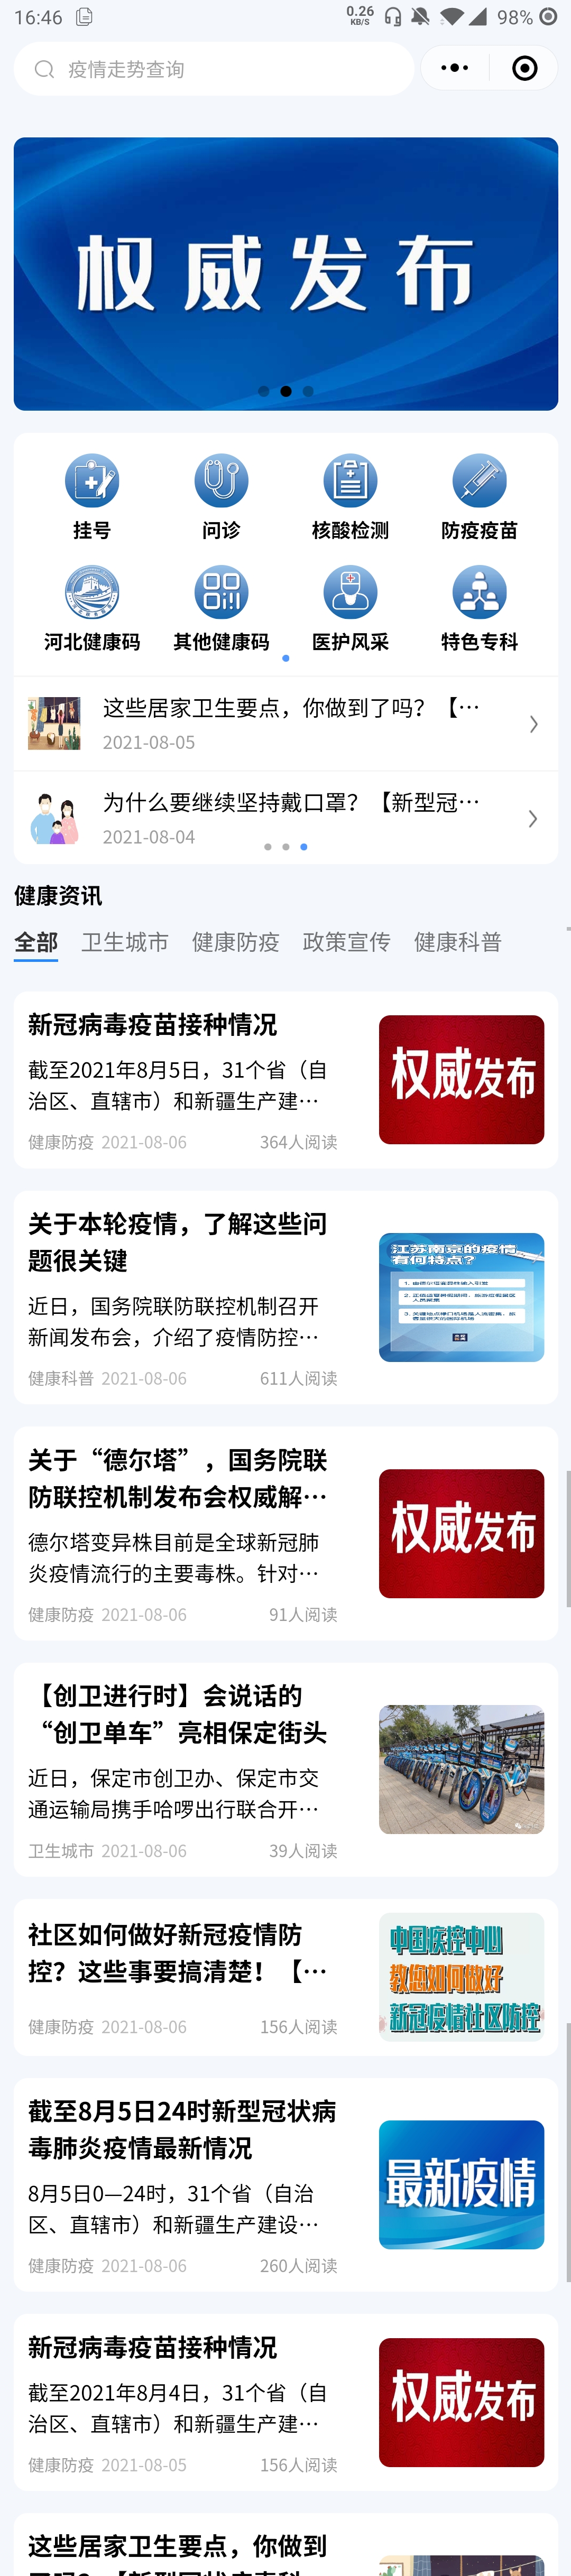 16:46
0.26
KB/S
98%
疫情走势查询
权威发布
挂号
问诊
核酸检测
防疫疫苗
河北健康码
其他健康码
医护风采
特色专科
这些居家卫生要点，你做到了吗？【…
2021-08-05
为什么要继续坚持戴口罩？【新型冠…
2021-08-04
健康资讯
全部 卫生城市 健康防疫 政策宣传 健康科普
新冠病毒疫苗接种情况
截至2021年8月5日，31个省（自
治区、直辖市）和新疆生产建…
健康防疫 2021-08-06 364人阅读
权威发布
关于本轮疫情，了解这些问
题很关键
近日，国务院联防联控机制召开
新闻发布会，介绍了疫情防控…
健康科普 2021-08-06 611人阅读
江苏南京的疫情
有何特点？
关于“德尔塔”，国务院联
防联控机制发布会权威解…
德尔塔变异株目前是全球新冠肺
炎疫情流行的主要毒株。针对…
健康防疫 2021-08-06 91人阅读
权威发布
【创卫进行时】会说话的
“创卫单车”亮相保定街头
近日，保定市创卫办、保定市交
通运输局携手哈啰出行联合开…
卫生城市 2021-08-06 39人阅读
社区如何做好新冠疫情防
控？这些事要搞清楚！【…
健康防疫 2021-08-06 156人阅读
中国疾控中心
教您如何做好
新冠疫情社区防控
截至8月5日24时新型冠状病
毒肺炎疫情最新情况
8月5日0—24时，31个省（自治
区、直辖市）和新疆生产建设…
健康防疫 2021-08-06 260人阅读
最新疫情
新冠病毒疫苗接种情况
截至2021年8月4日，31个省（自
治区、直辖市）和新疆生产建…
健康防疫 2021-08-05 156人阅读
权威发布
这些居家卫生要点，你做到